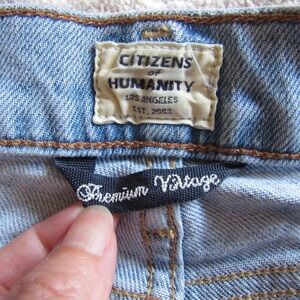 CITIZENS
of
HUMANITY
LOS ANGELES
EST. 2003
Premium Vintage